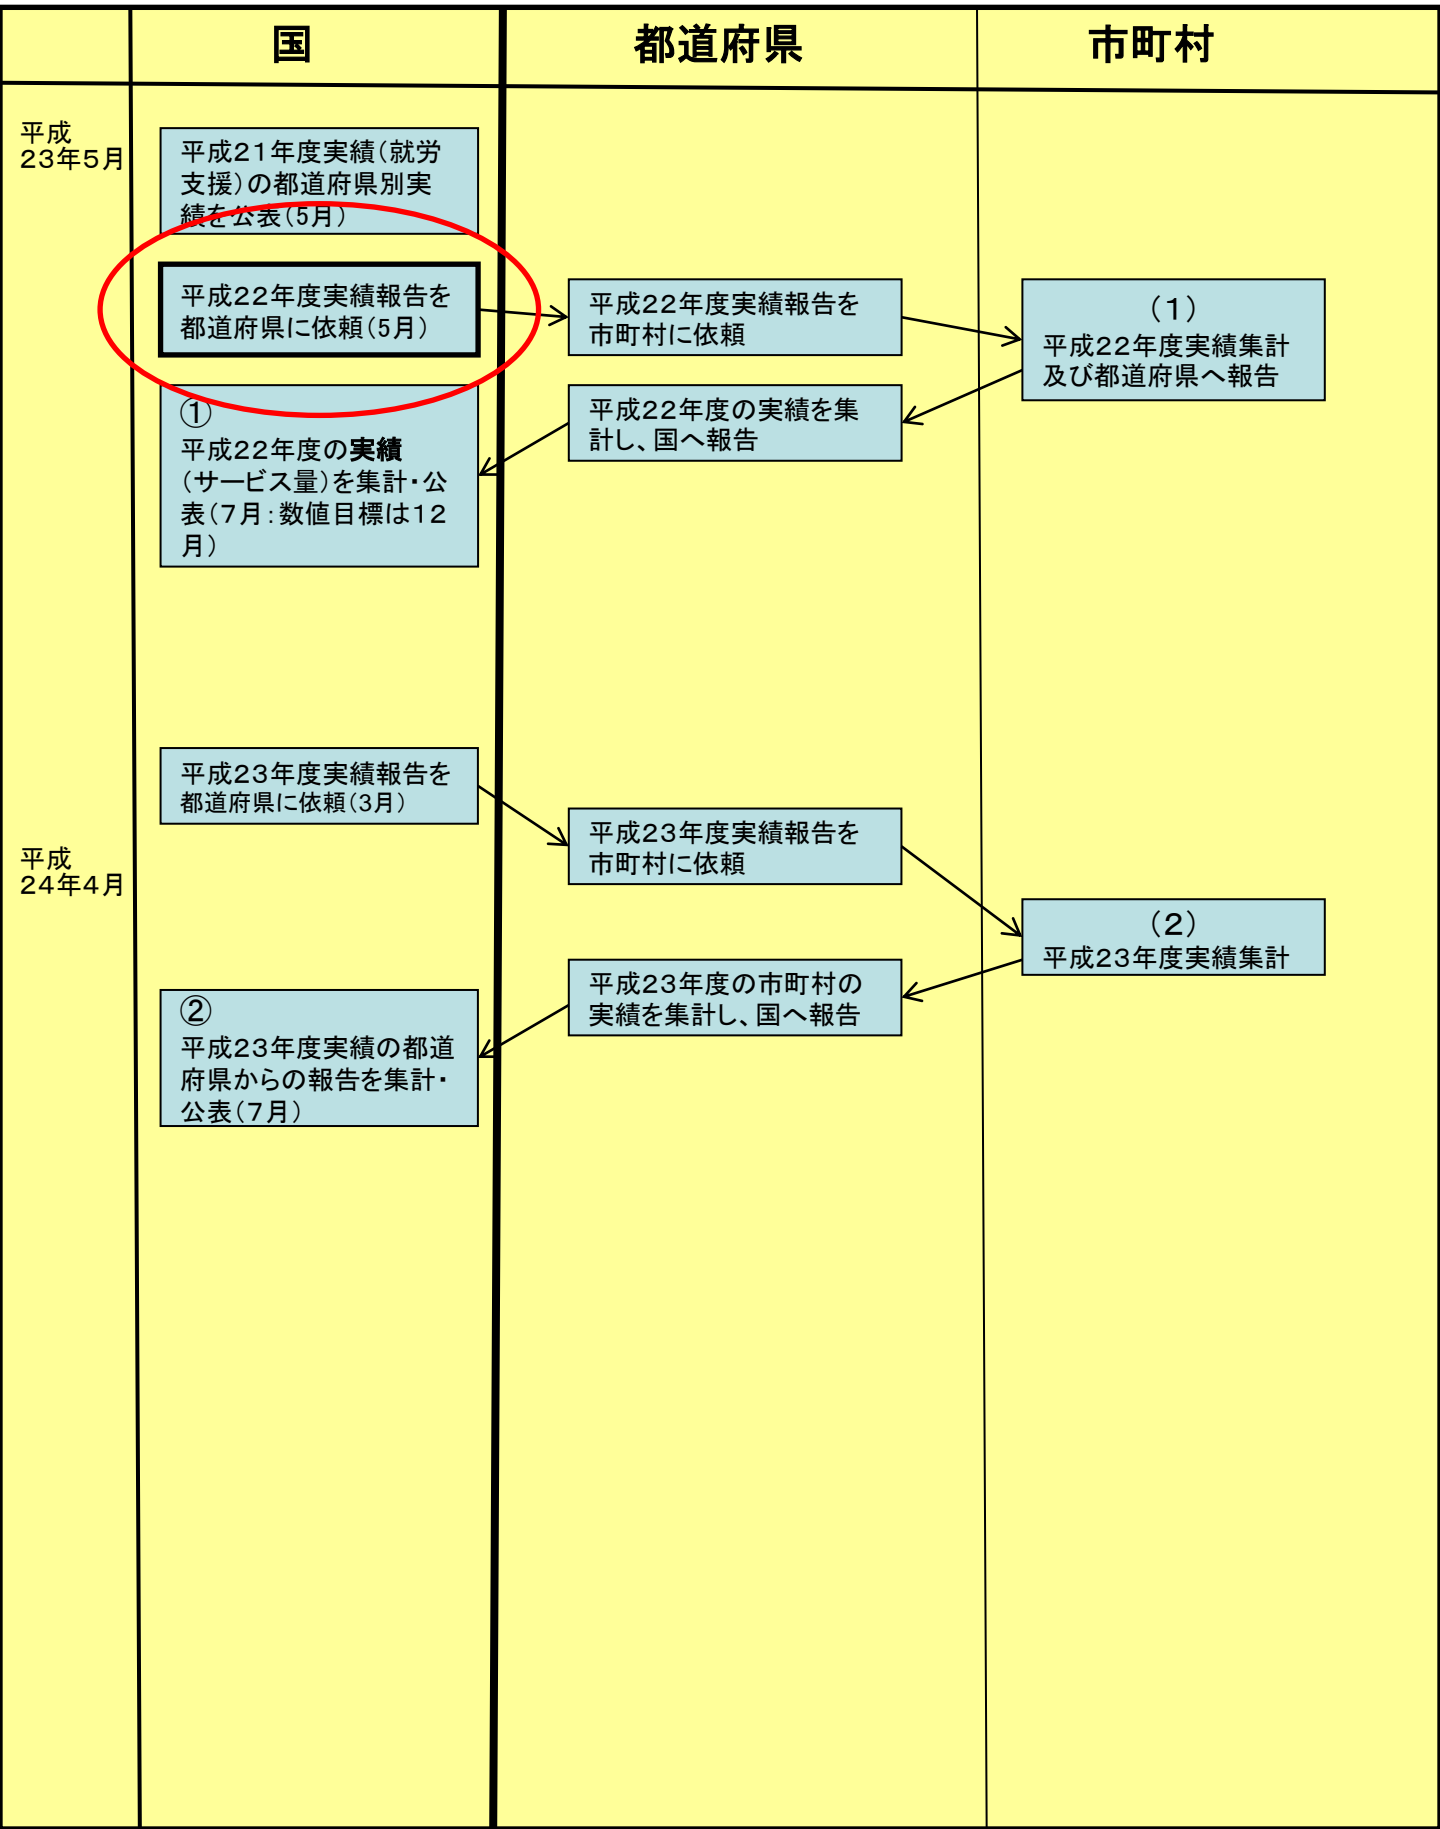 国
都道府県
市町村
平成
２３年５月
平成２１年度実績（就労
支援）の都道府県別実
績を公表（5月）
平成２２年度実績報告を
都道府県に依頼（5月）
平成２２年度実績報告を
市町村に依頼
（１）
平成２２年度実績集計
及び都道府県へ報告
①
平成２２年度の実績
（サービス量）を集計・公
表（７月：数値目標は１２
月）
平成２２年度の実績を集
計し、国へ報告
平成２３年度実績報告を
都道府県に依頼（３月）
平成２３年度実績報告を
市町村に依頼
平成
２４年４月
（２）
平成２３年度実績集計
平成２３年度の市町村の
実績を集計し、国へ報告
②
平成２３年度実績の都道
府県からの報告を集計・
公表（７月）